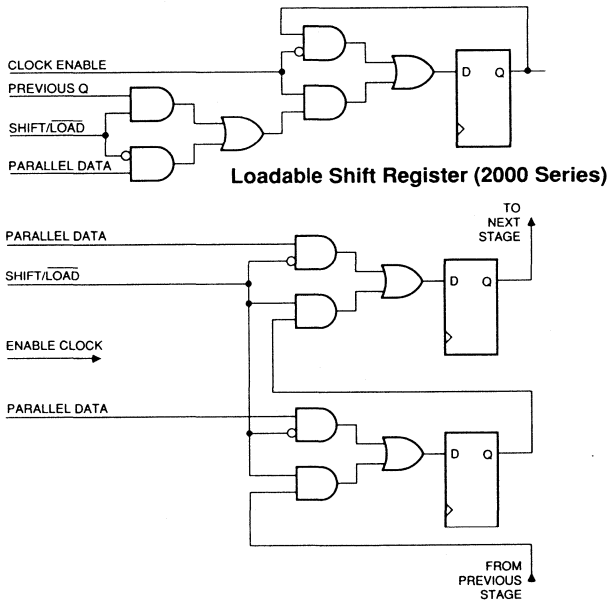 CLOCK ENABLE
PREVIOUS Q
SHIFT/LOAD
PARALLEL DATA
D Q
Loadable Shift Register (2000 Series)
TO
NEXT
STAGE
PARALLEL DATA
SHIFT/LOAD
D Q
ENABLE CLOCK
PARALLEL DATA
D Q
FROM
PREVIOUS
STAGE